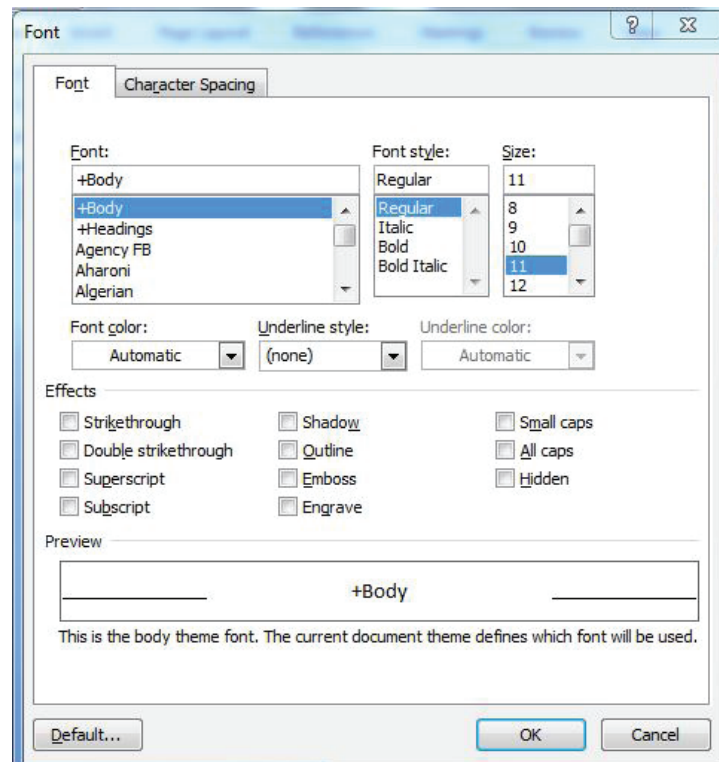 Font
Font Character Spacing
Font: Font style: Size:
+Body Regular 11
+Body Regular 8
+Headings Italic 9
Agency FB Bold 10
Aharoni Bold Italic 11
Algerian 12
Font color: Underline style: Underline color:
Automatic (none) Automatic
Effects
Strikethrough Shadow Small caps
Double strikethrough Outline All caps
Superscript Emboss Hidden
Subscript Engrave
Preview
+Body
This is the body theme font. The current document theme defines which font will be used.
Default... OK Cancel